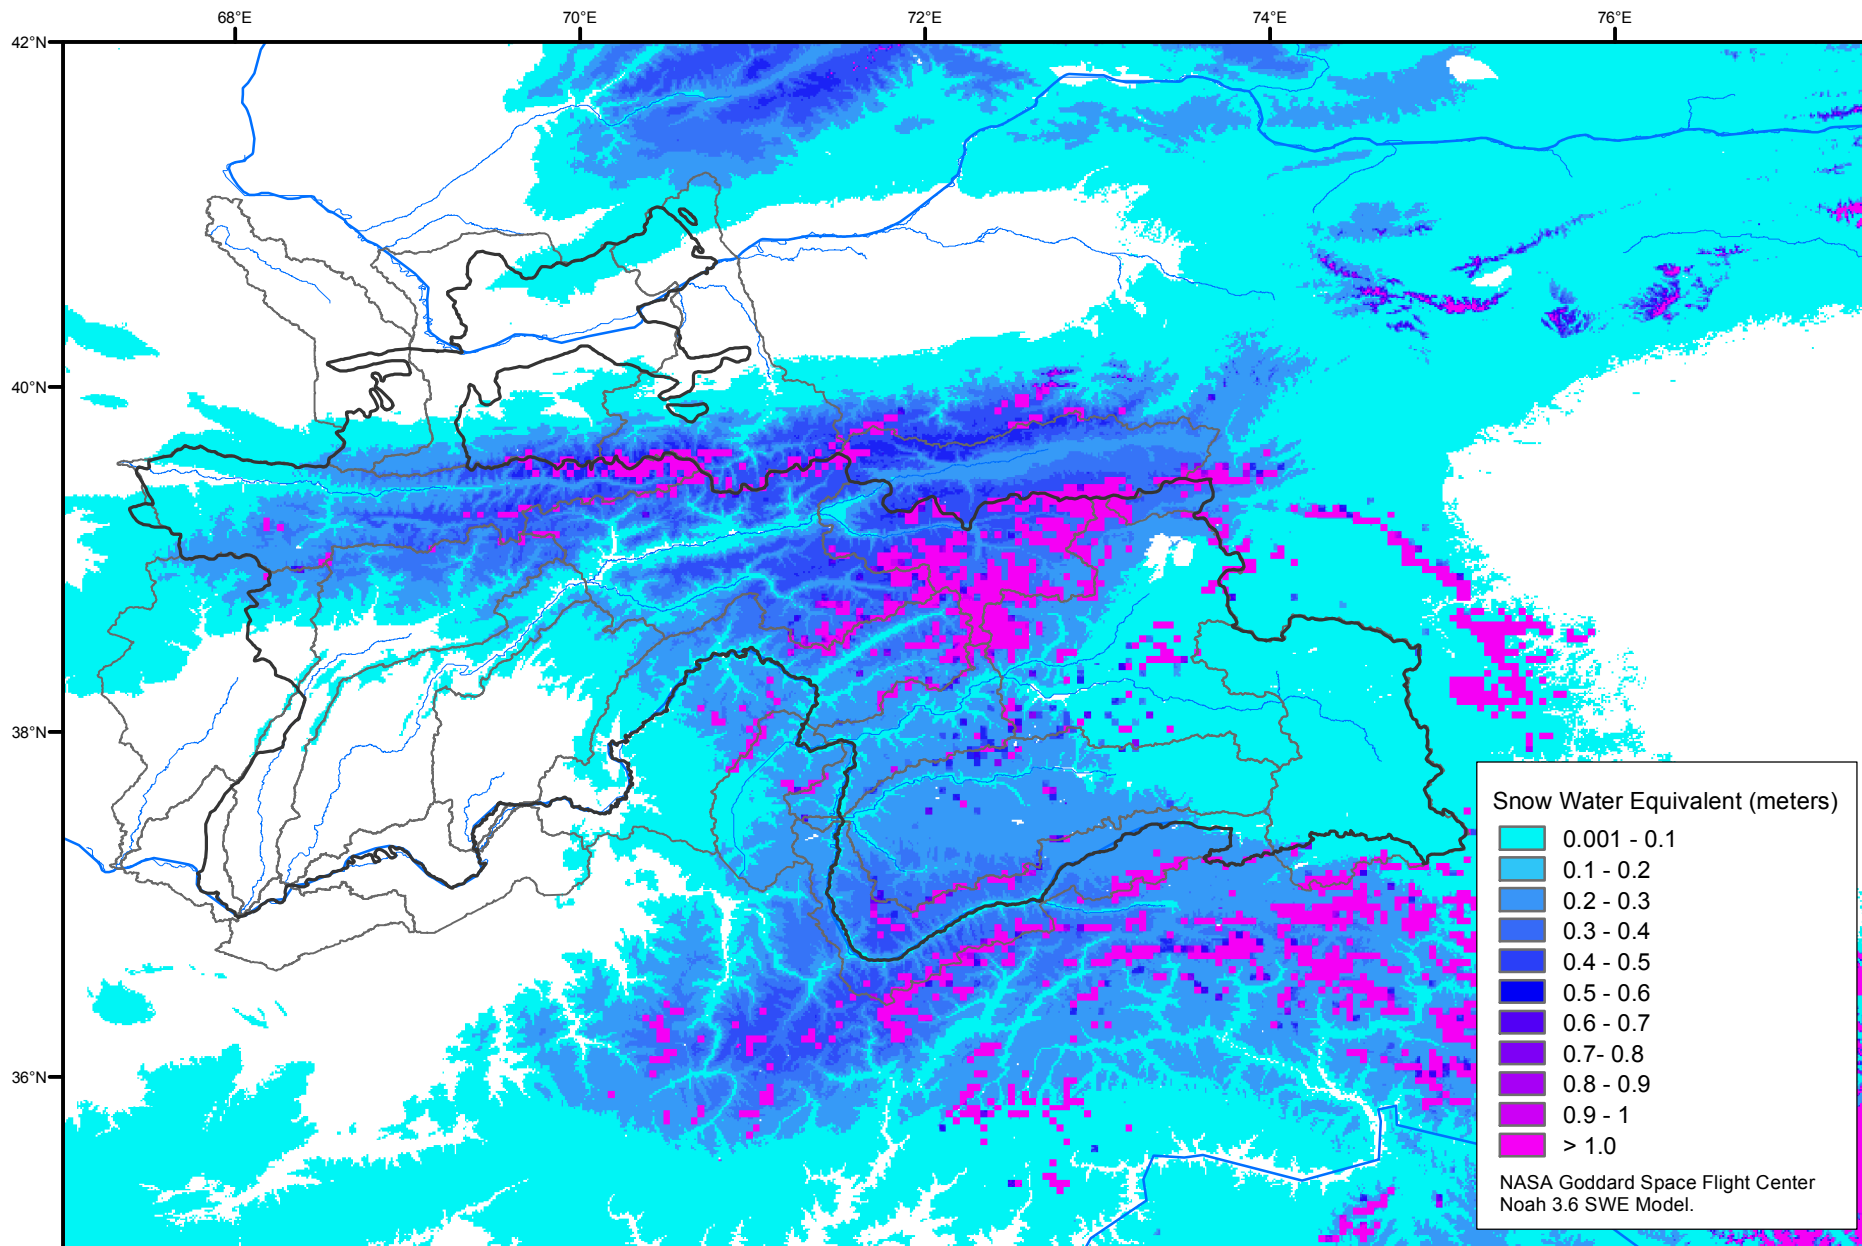 68°E
70°E
72°E
74°E
76°E
42°N
40°N
38°N
36°N
Snow Water Equivalent (meters)
0.001 - 0.1
0.1 - 0.2
0.2 - 0.3
0.3 - 0.4
0.4 - 0.5
0.5 - 0.6
0.6 - 0.7
0.7- 0.8
0.8 - 0.9
0.9 - 1
> 1.0
NASA Goddard Space Flight Center
Noah 3.6 SWE Model.